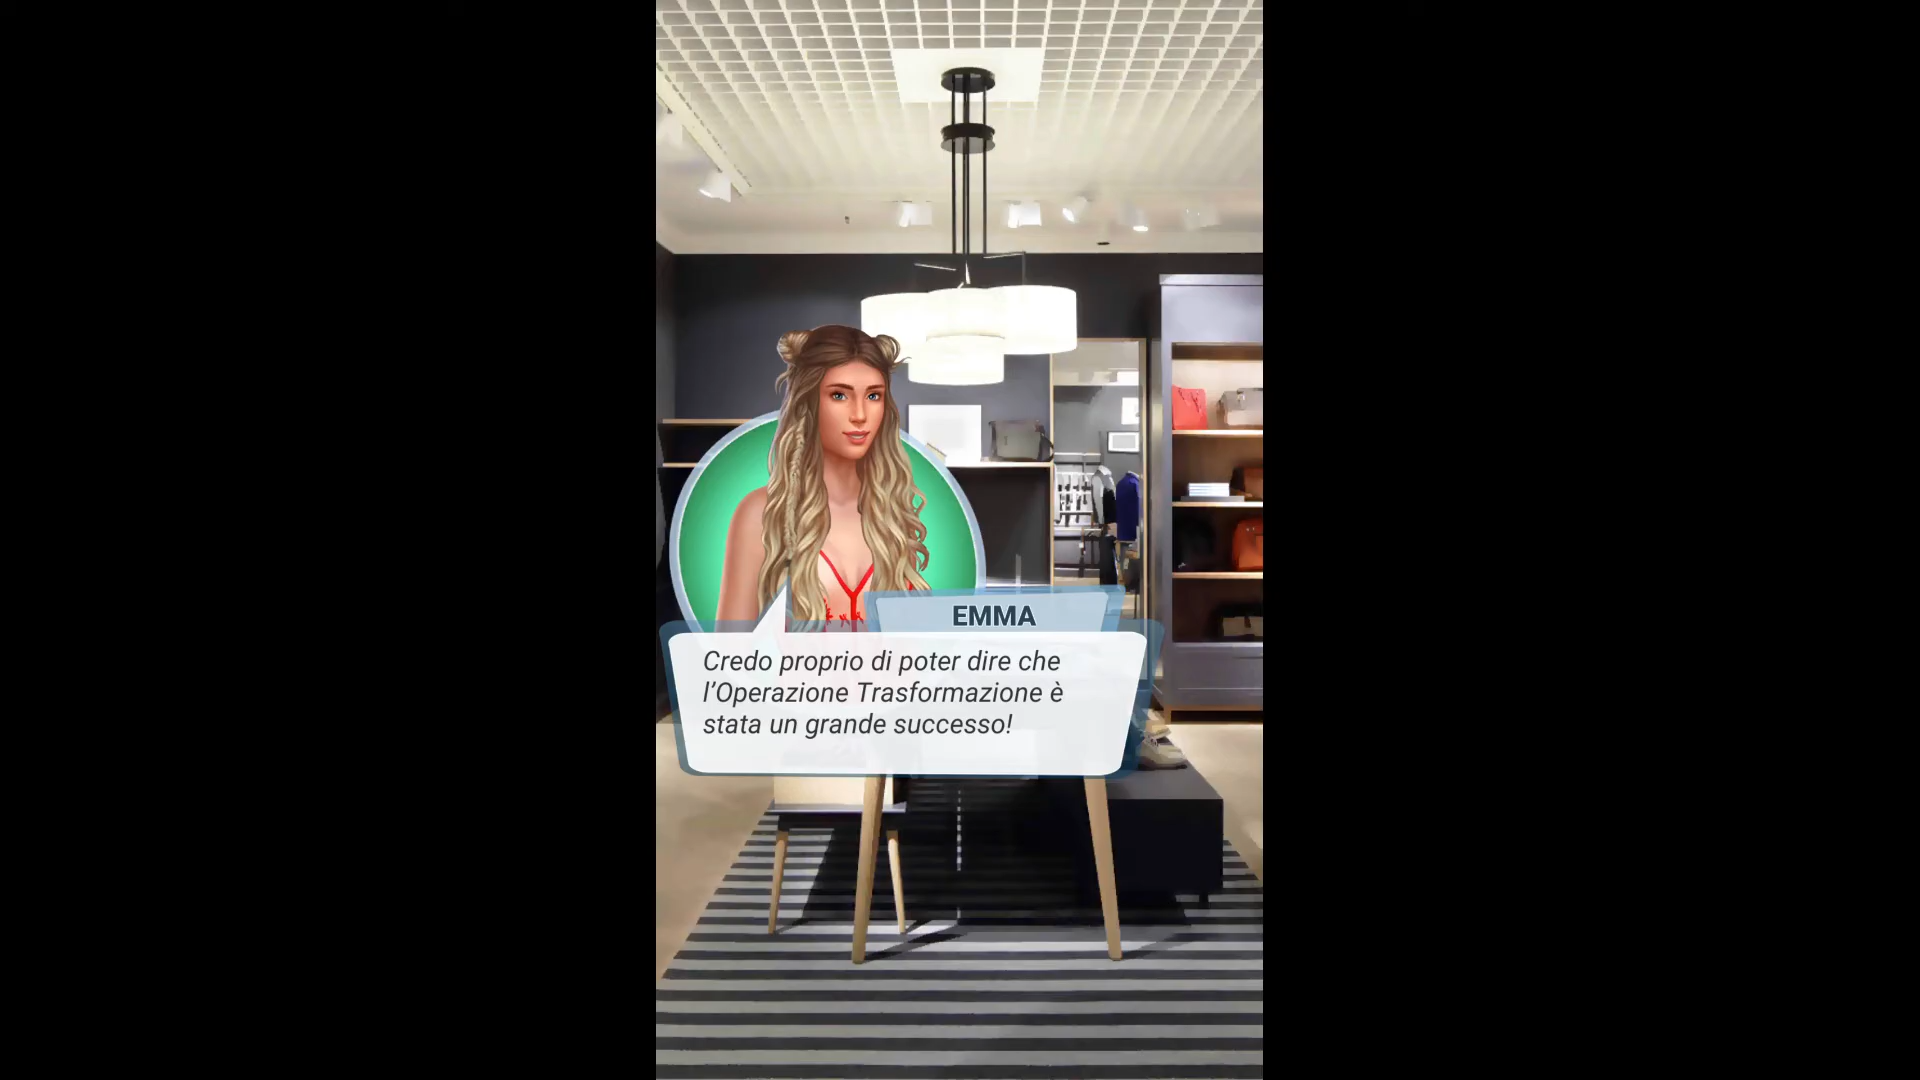 EMMA
Credo proprio di poter dire che
l’Operazione Trasformazione è
stata un grande successo!